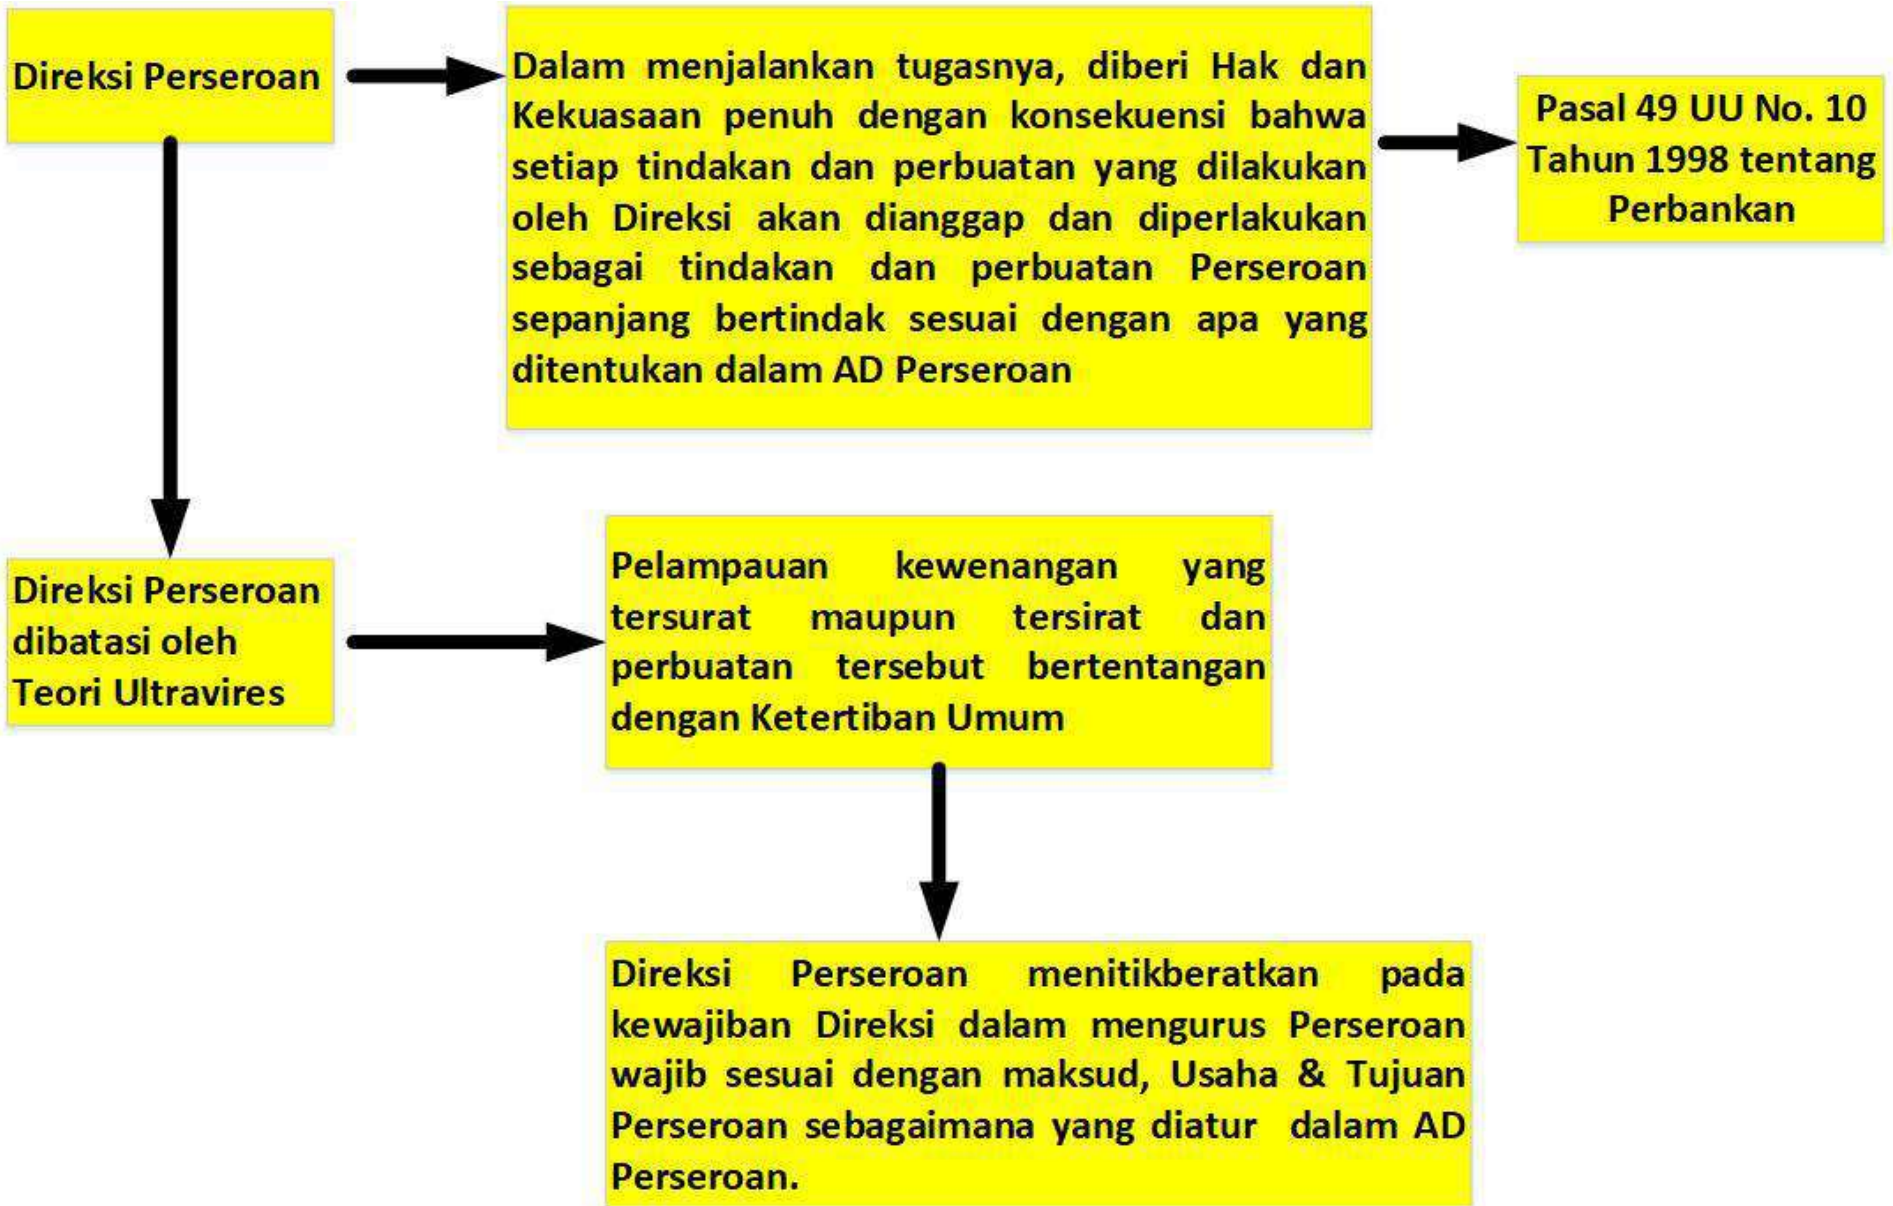 Direksi Perseroan
Dalam menjalankan tugasnya, diberi Hak dan
Kekuasaan penuh dengan konsekuensi bahwa
setiap tindakan dan perbuatan yang dilakukan
oleh Direksi akan dianggap dan diperlakukan
sebagai tindakan dan perbuatan Perseroan
sepanjang bertindak sesuai dengan apa yang
ditentukan dalam AD Perseroan
Pasal 49 UU No. 10
Tahun 1998 tentang
Perbankan
Direksi Perseroan
dibatasi oleh
Teori Ultravires
Pelampauan kewenangan yang
tersurat maupun tersirat dan
perbuatan tersebut bertentangan
dengan Ketertiban Umum
Direksi Perseroan menitikberatkan pada
kewajiban Direksi dalam mengurus Perseroan
wajib sesuai dengan maksud, Usaha & Tujuan
Perseroan sebagaimana yang diatur dalam AD
Perseroan.